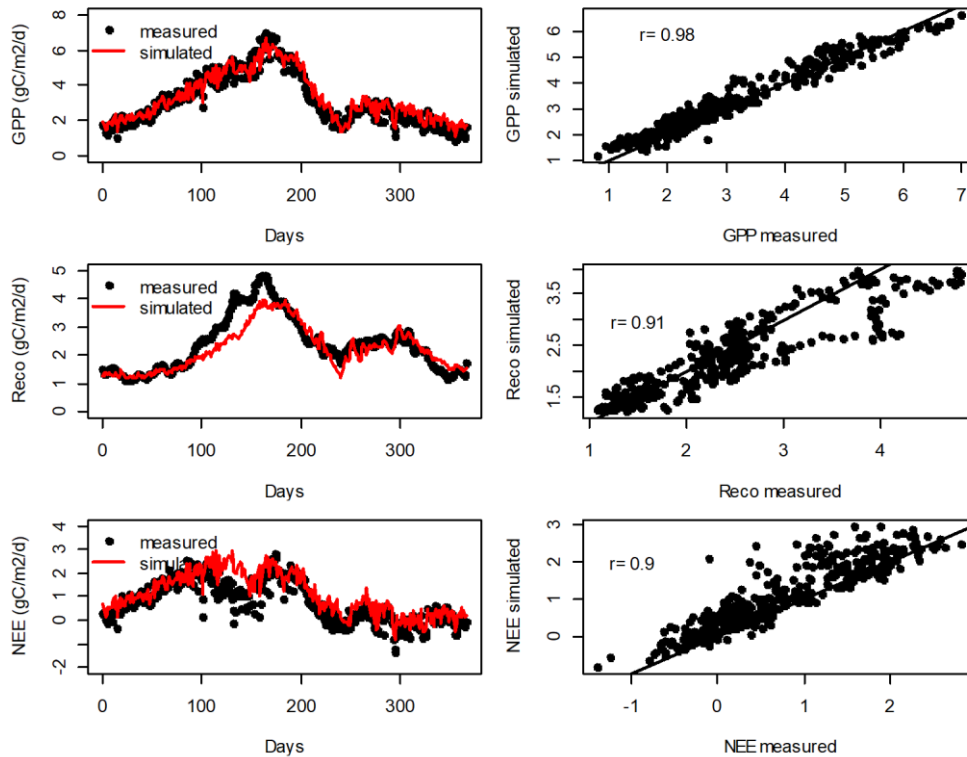 GPP (gC/m2/d)
8
6
4
2
0
measured
simulated
0 100 200 300
Days
GPP simulated
6
5
4
3
2
1
r= 0.98
1 2 3 4 5 6 7
GPP measured
Reco (gC/m2/d)
5
4
3
2
1
0
measured
simulated
0 100 200 300
Days
Reco simulated
3.5
2.5
1.5
r= 0.91
1 2 3 4
Reco measured
NEE (gC/m2/d)
4
3
2
1
0
-2
measured
simulated
0 100 200 300
Days
NEE simulated
3
2
1
0
r= 0.9
-1 0 1 2
NEE measured